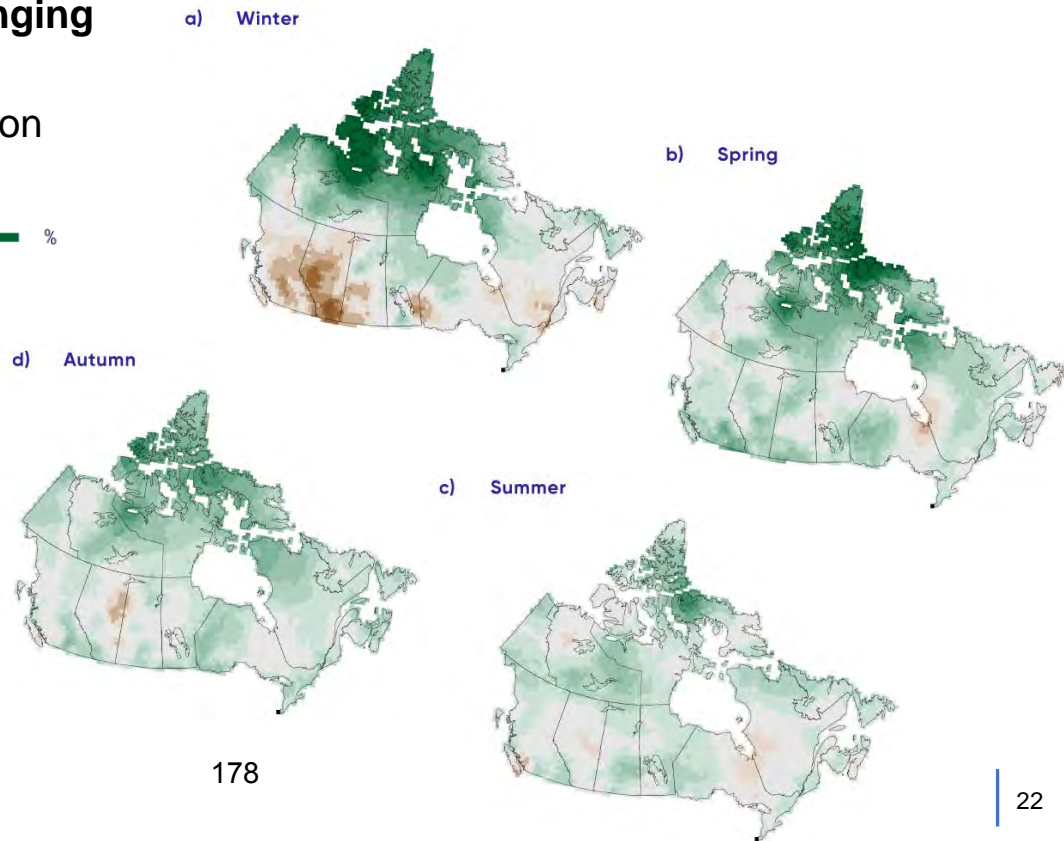 nging
on
%
a) Winter
b) Spring
d) Autumn
c) Summer
178
22